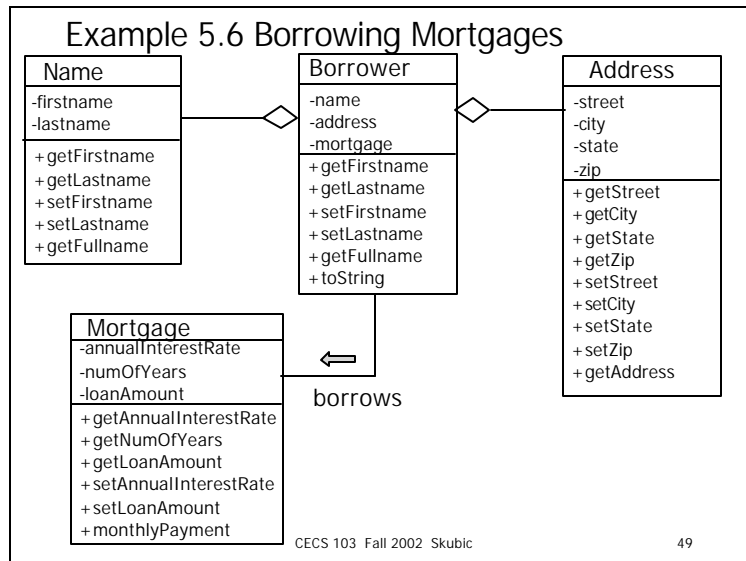 Example 5.6 Borrowing Mortgages
Name
-firstname
-lastname
+getFirstname
+getLastname
+setFirstname
+setLastname
+getFullname
Borrower
-name
-address
-mortgage
+getFirstname
+getLastname
+setFirstname
+setLastname
+getFullname
+toString
Address
-street
-city
-state
-zip
+getStreet
+getCity
+getState
+getZip
+setStreet
+setCity
+setState
+setZip
+getAddress
Mortgage
-annualInterestRate
-numOfYears
-loanAmount
+getAnnualInterestRate
+getNumOfYears
+getLoanAmount
+setAnnualInterestRate
+setLoanAmount
+monthlyPayment
borrows
CECS 103 Fall 2002 Skubic
49